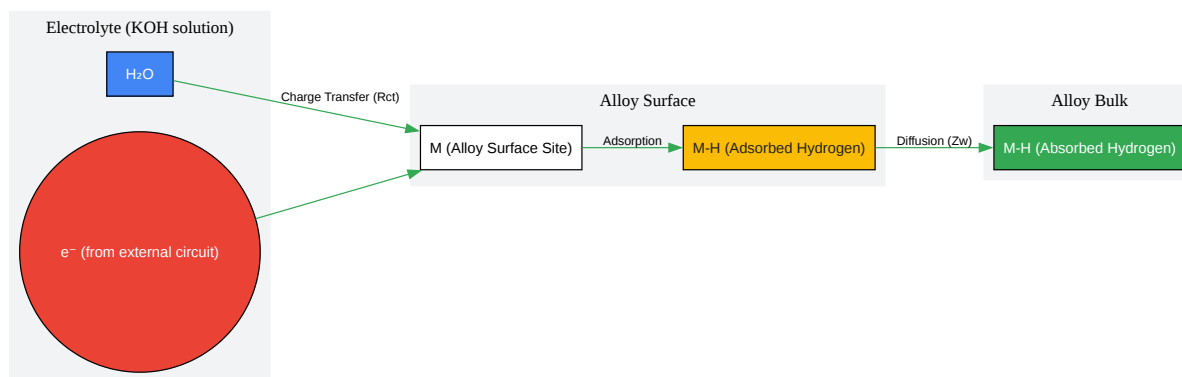 Electrolyte (KOH solution)
H₂O
e⁻ (from external circuit)
Charge Transfer (Rct)
Alloy Surface
M (Alloy Surface Site)
Adsorption
M-H (Adsorbed Hydrogen)
Diffusion (Zw)
Alloy Bulk
M-H (Absorbed Hydrogen)